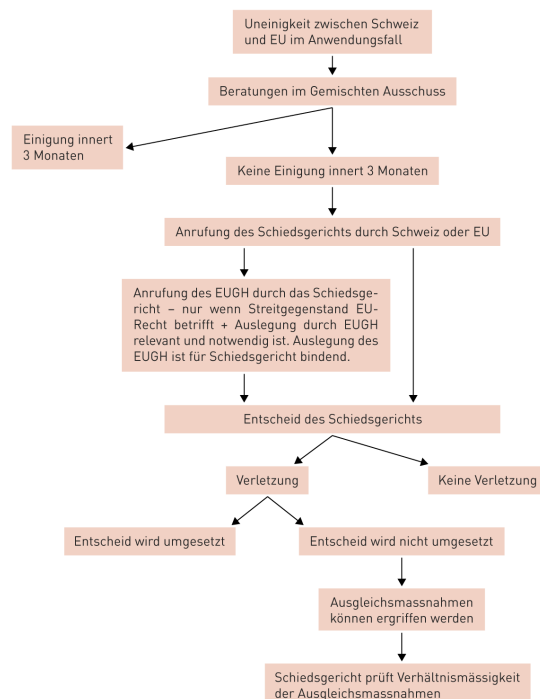 Uneinigkeit zwischen Schweiz
und EU im Anwendungsfall
Beratungen im Gemischten Ausschuss
Einigung innert
3 Monaten
Keine Einigung innert 3 Monaten
Anrufung des Schiedsgerichts durch Schweiz oder EU
Anrufung des EUGH durch das Schiedsge-
richt – nur wenn Streitgegenstand EU-
Recht betrifft + Auslegung durch EUGH
relevant und notwendig ist. Auslegung des
EUGH ist für Schiedsgericht bindend.
Entscheid des Schiedsgerichts
Verletzung
Keine Verletzung
Entscheid wird umgesetzt
Entscheid wird nicht umgesetzt
Ausgleichsmassnahmen
können ergriffen werden
Schiedsgericht prüft Verhältnismässigkeit
der Ausgleichsmassnahmen